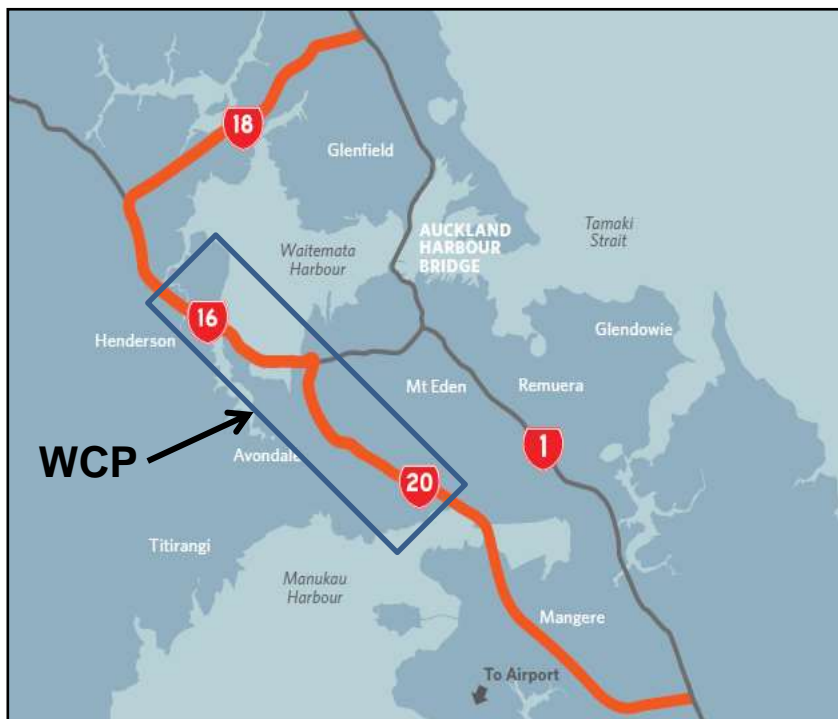 18
Glenfield
AUCKLAND
HARBOUR
BRIDGE
Tamaki
Strait
Waitemata
Harbour
16
Henderson
Glendowie
Mt Eden
Remuera
WCP
Avondale
20
1
Titirangi
Manukau
Harbour
Mangere
To Airport